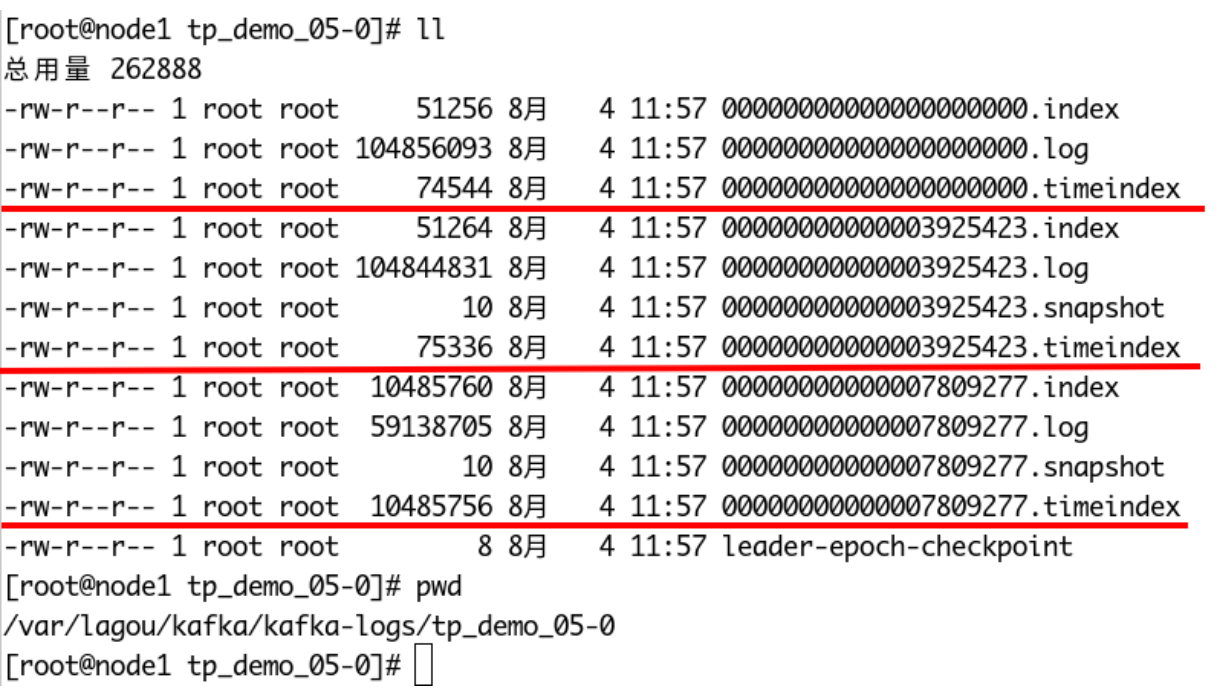 [root@node1 tp_demo_05-0]# ll
总用量 262888
-rw-r--r-- 1 root root     51256 8月   4 11:57 00000000000000000000.index
-rw-r--r-- 1 root root 104856093 8月   4 11:57 00000000000000000000.log
-rw-r--r-- 1 root root     74544 8月   4 11:57 00000000000000000000.timeindex
-rw-r--r-- 1 root root     51264 8月   4 11:57 00000000000003925423.index
-rw-r--r-- 1 root root 104844831 8月   4 11:57 00000000000003925423.log
-rw-r--r-- 1 root root        10 8月   4 11:57 00000000000003925423.snapshot
-rw-r--r-- 1 root root     75336 8月   4 11:57 00000000000003925423.timeindex
-rw-r--r-- 1 root root  10485760 8月   4 11:57 00000000000007809277.index
-rw-r--r-- 1 root root  59138705 8月   4 11:57 00000000000007809277.log
-rw-r--r-- 1 root root        10 8月   4 11:57 00000000000007809277.snapshot
-rw-r--r-- 1 root root  10485756 8月   4 11:57 00000000000007809277.timeindex
-rw-r--r-- 1 root root         8 8月   4 11:57 leader-epoch-checkpoint
[root@node1 tp_demo_05-0]# pwd
/var/lagou/kafka/kafka-logs/tp_demo_05-0
[root@node1 tp_demo_05-0]#